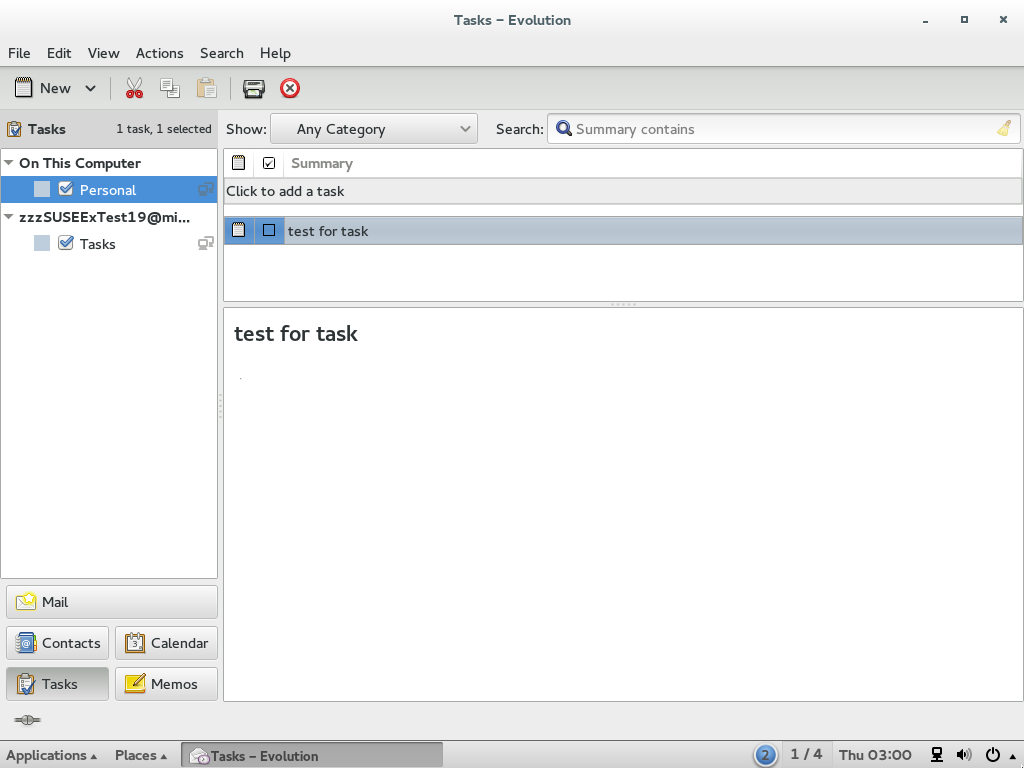 Tasks – Evolution
File Edit View Actions Search Help
New
Tasks 1 task, 1 selected
Show: Any Category Search: Summary contains
On This Computer
Personal
zzzSUSEExTest19@mi...
Tasks
Summary
Click to add a task
test for task
test for task
Mail
Contacts Calendar
3
Tasks Memos
Applications Places Tasks – Evolution 2 1 / 4 Thu 03:00